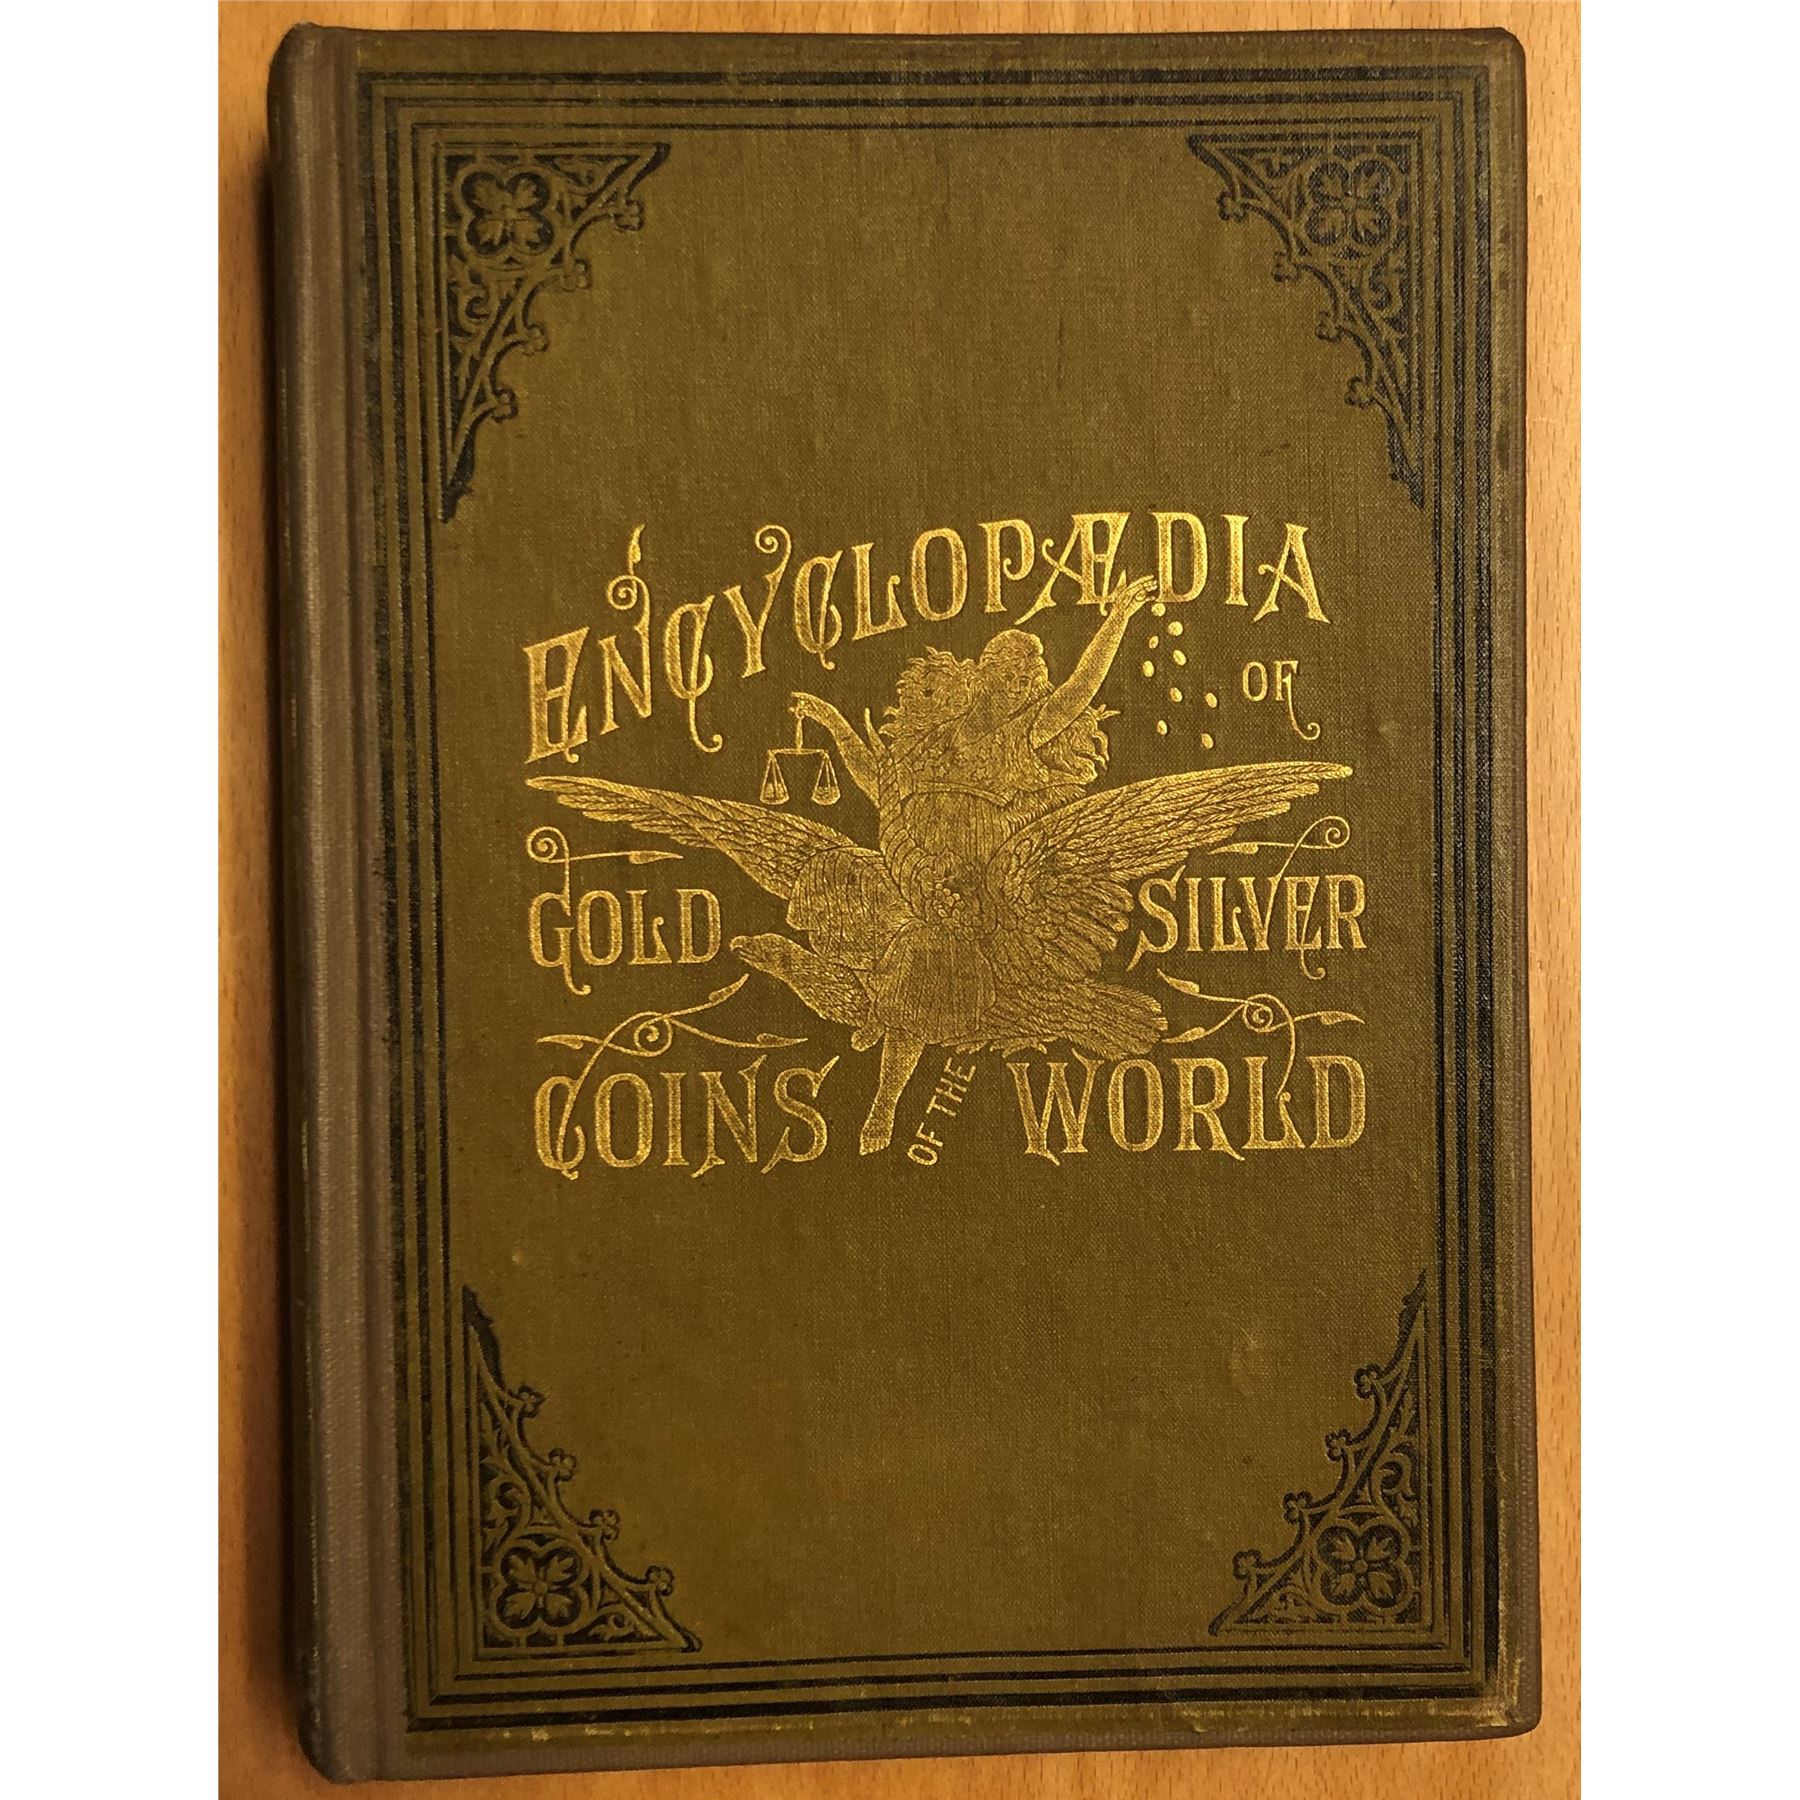 ENCYCLOPÆDIA
OF
GOLD SILVER
COINS OF THE WORLD